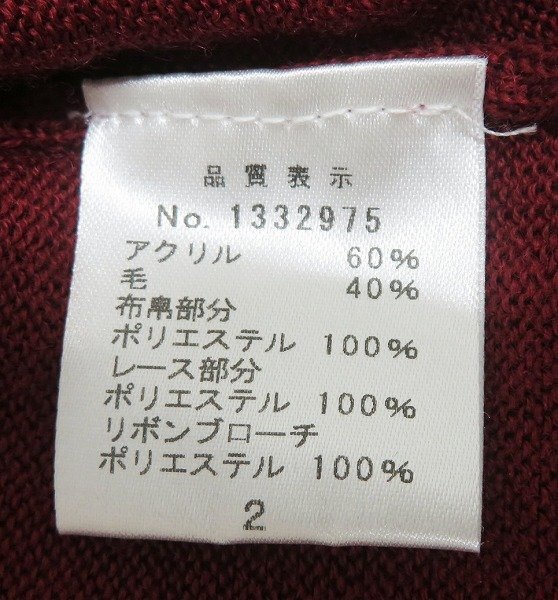 品質表示
No. 1332975
アクリル 60%
毛 40%
布帛部分
ポリエステル 100%
レース部分
ポリエステル 100%
リボンブローチ
ポリエステル 100%
2